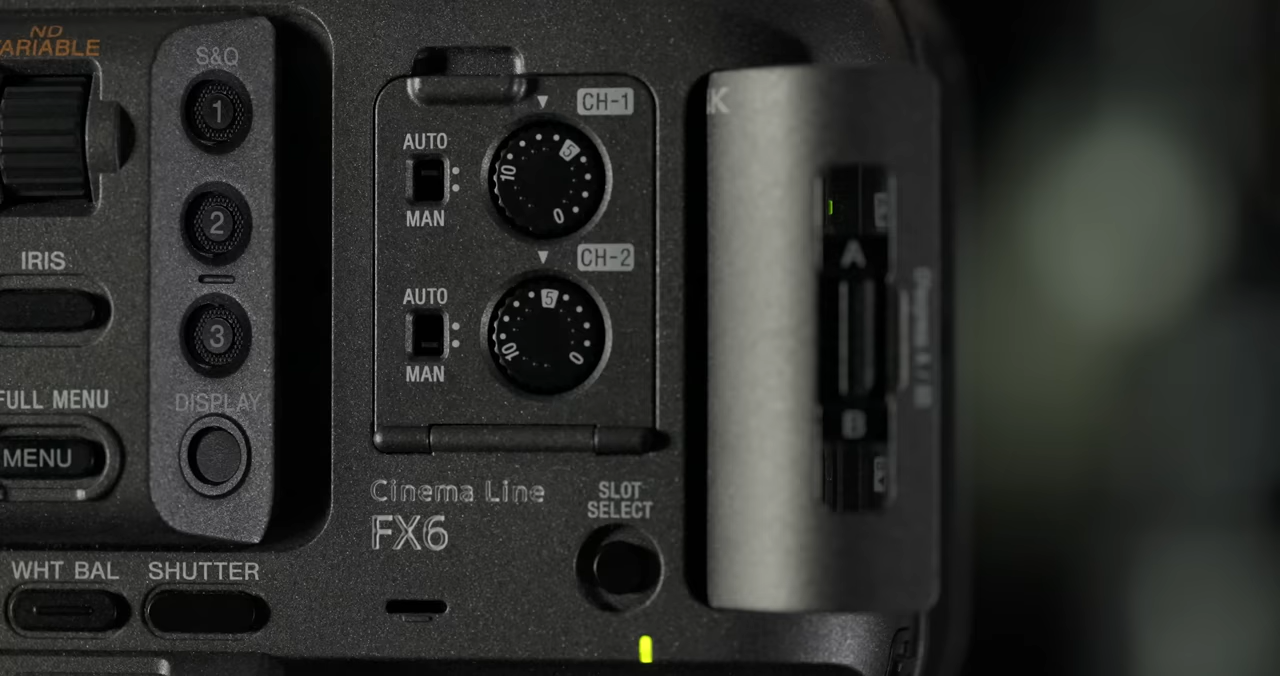 ND
VARIABLE
S&Q
1
2
3
IRIS
FULL MENU
MENU
DISPLAY
WHT BAL
SHUTTER
CH-1
AUTO
MAN
5
10
0
CH-2
AUTO
MAN
5
10
0
Cinema Line
FX6
SLOT
SELECT
K
A
B